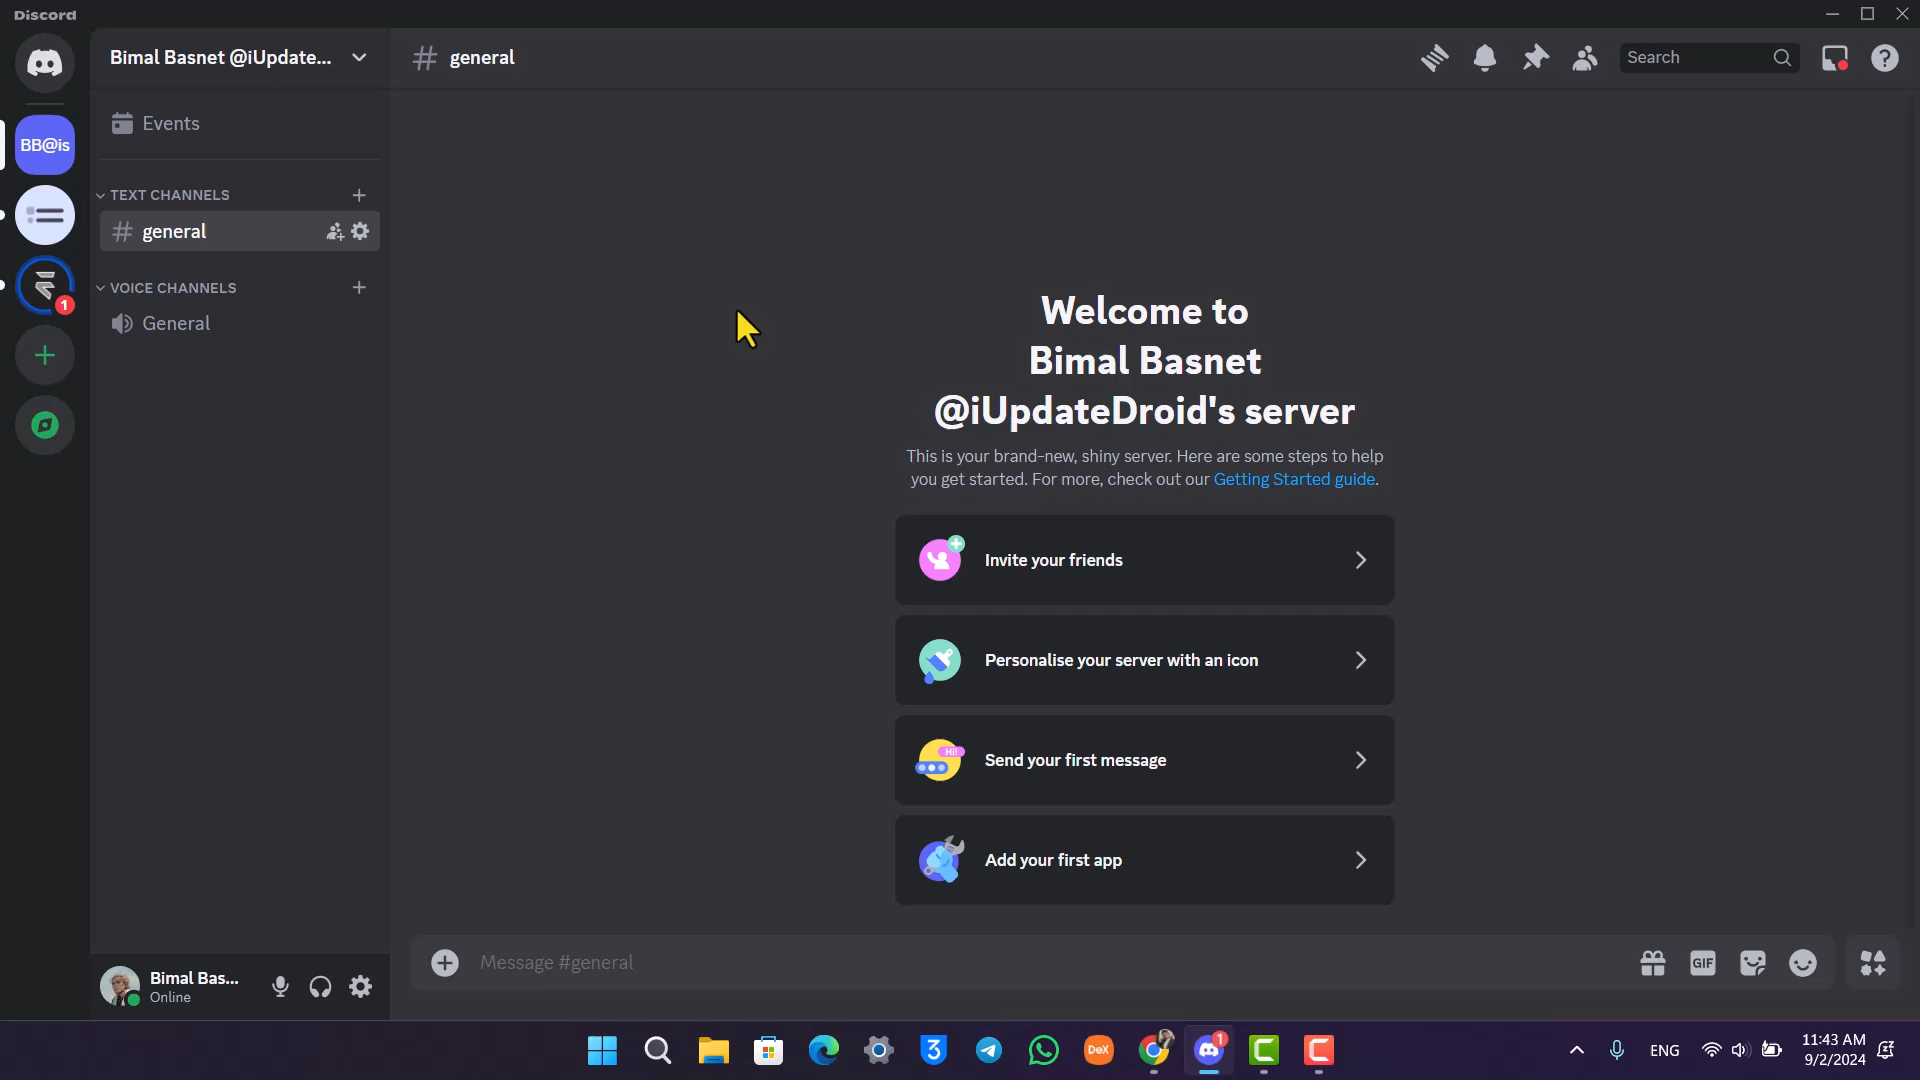 Discord
Bimal Basnet @iUpdate...
general
Search
BB@is
Events
TEXT CHANNELS
general
VOICE CHANNELS
General
1
Welcome to
Bimal Basnet
@iUpdateDroid's server
This is your brand-new, shiny server. Here are some steps to help
you get started. For more, check out our Getting Started guide.
Invite your friends
Personalise your server with an icon
Hi!
Send your first message
Add your first app
Bimal Bas...
Online
Message #general
GIF
3
DeX
1
ENG
11:43 AM
9/2/2024